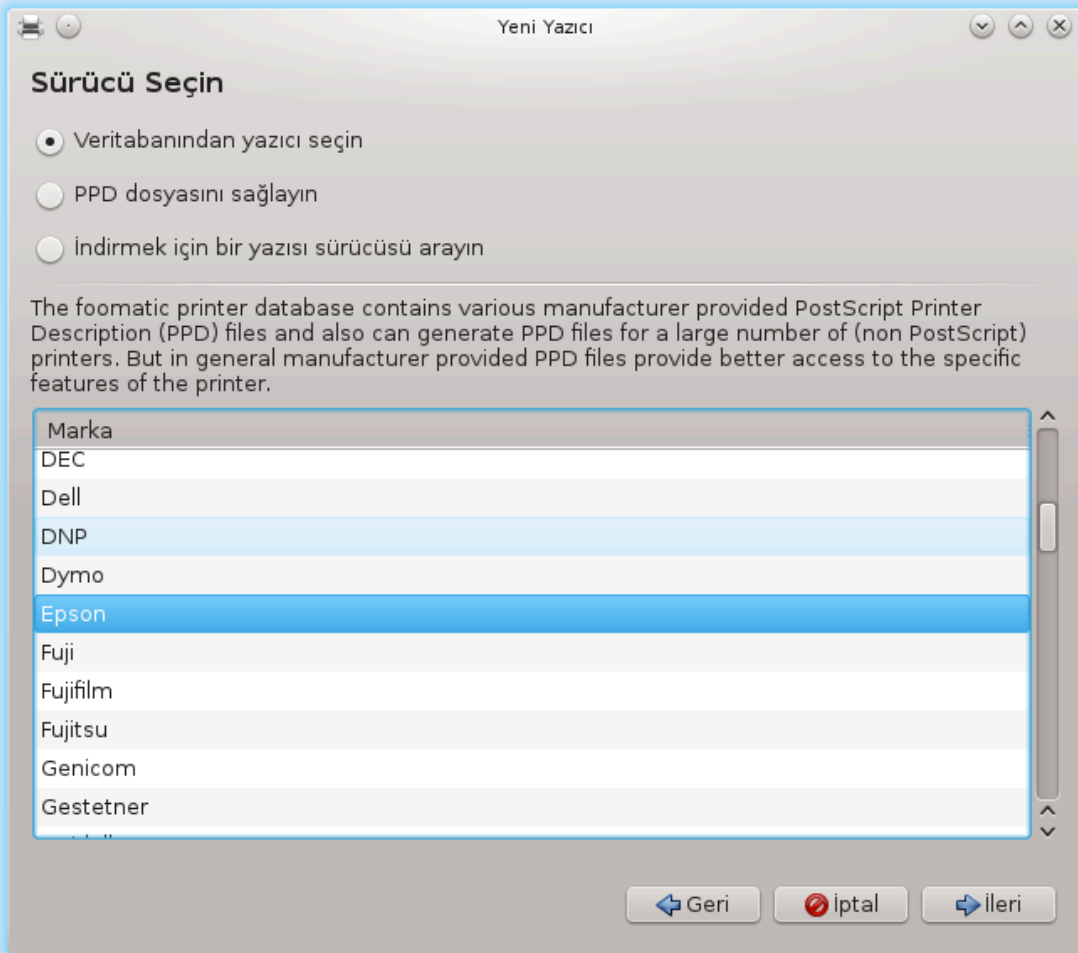 Yeni Yazıcı
Sürücü Seçin
Veritabanından yazıcı seçin
PPD dosyasını sağlayın
İndirmek için bir yazısı sürücüsü arayın
The foomatic printer database contains various manufacturer provided PostScript Printer
Description (PPD) files and also can generate PPD files for a large number of (non PostScript)
printers. But in general manufacturer provided PPD files provide better access to the specific
features of the printer.
Marka
DEC
Dell
DNP
Dymo
Epson
Fuji
Fujifilm
Fujitsu
Genicom
Gestetner
Geri
İptal
İleri